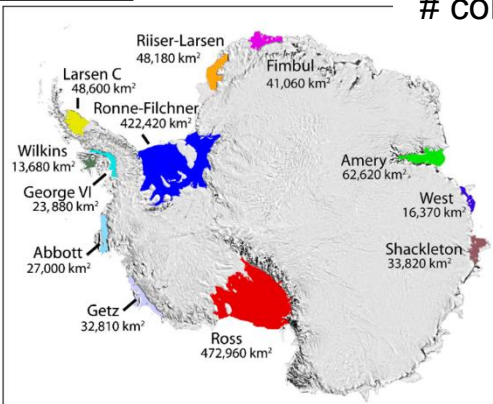 # co
Riiser-Larsen
48,180 km²
Fimbul
41,060 km²
Larsen C
48,600 km²
Ronne-Filchner
422,420 km²
Wilkins
13,680 km²
George VI
23,880 km²
Amery
62,620 km²
West
16,370 km²
Abbott
27,000 km²
Shackleton
33,820 km²
Getz
32,810 km²
Ross
472,960 km²